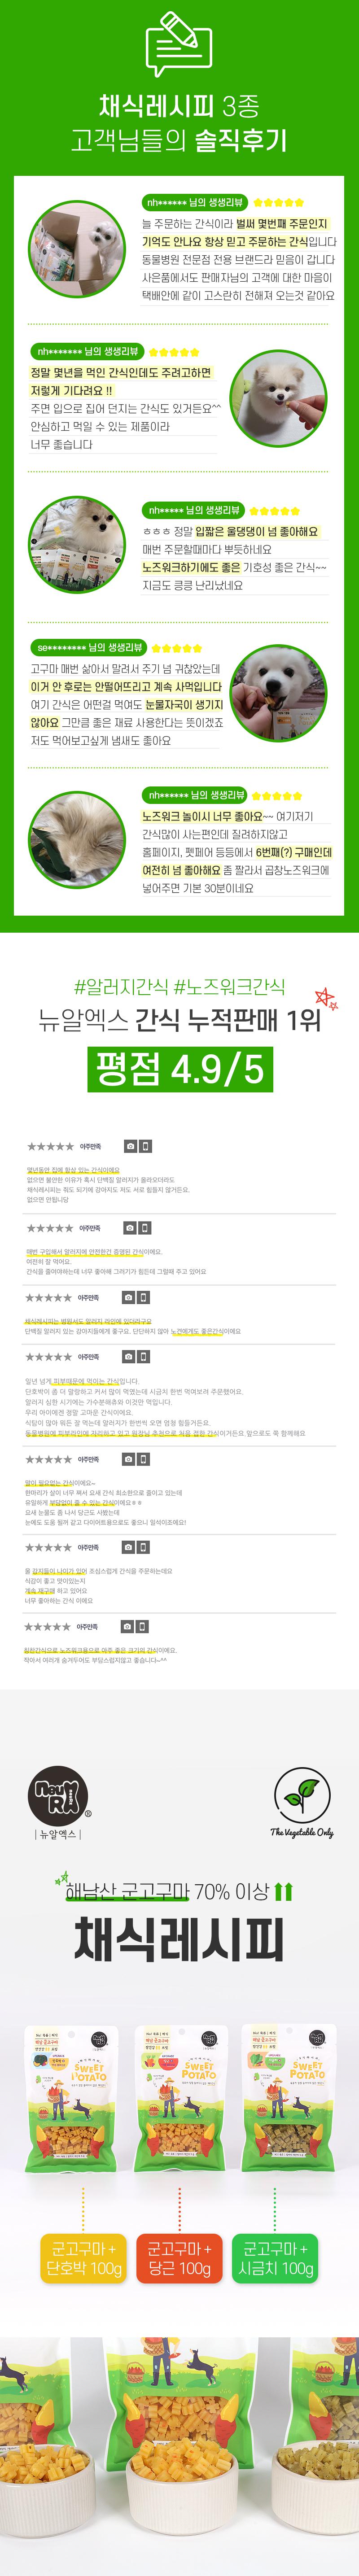 채식레시피 3종
고객님들의 솔직후기
nh****** 님의 생생리뷰
늘 주문하는 간식이라 벌써 몇번째 주문인지
기억도 안나요 항상 믿고 주문하는 간식입니다
동물병원 전문점 전용 브랜드라 믿음이 갑니다
사은품에서도 판매자님의 고객에 대한 마음이
택배안에 같이 고스란히 전해져 오는것 같아요
nh******* 님의 생생리뷰
정말 몇년을 먹인 간식인데도 주려고하면
저렇게 기다려요 !!
주면 입으로 집어 던지는 간식도 있거든요^^
안심하고 먹일 수 있는 제품이라
너무 좋습니다
nh***** 님의 생생리뷰
ㅎㅎㅎ 정말 입짧은 울댕댕이 넘 좋아해요
매번 주문할때마다 뿌듯하네요
노즈워크하기에도 좋은 기호성 좋은 간식~~
지금도 킁킁 난리났네요
se******** 님의 생생리뷰
고구마 매번 삶아서 말려서 주기 넘 귀찮았는데
이거 안 후로는 안떨어뜨리고 계속 사먹입니다
여기 간식은 어떤걸 먹여도 눈물자국이 생기지
않아요 그만큼 좋은 재료 사용한다는 뜻이겠죠
저도 먹어보고싶게 냄새도 좋아요
nh****** 님의 생생리뷰
노즈워크 놀이시 너무 좋아요~~ 여기저기
간식많이 사는편인데 질려하지않고
홈페이지, 펫페어 등등에서 6번째(?) 구매인데
여전히 넘 좋아해요 좀 짤라서 곱창노즈워크에
넣어주면 기본 30분이네요
#알러지간식 #노즈워크간식
뉴알엑스 간식 누적판매 1위
평점 4.9/5
★★★★★ 아주만족
몇년동안 집에 항상 있는 간식이에요
없으면 불안한 이유가 혹시 단백질 알러지가 올라오더라도
채식레시피는 줘도 되기에 강아지도 저도 서로 힘들지 않거든요.
없으면 안됩니당
★★★★★ 아주만족
매번 구입해서 알러지에 안전한건 증명된 간식이에요.
여전히 잘 먹어요.
간식을 줄여야하는데 너무 좋아해 그러기가 힘든데 그럴때 주고 있어요
★★★★★ 아주만족
채식레시피는 병원서도 알러지 라인에 있더라구요
단백질 알러지 있는 강아지들에게 좋구요. 단단하지 않아 노견에게도 좋은간식이에요
★★★★★ 아주만족
일년 넘게 피부때문에 먹이는 간식입니다.
단호박이 좀 더 말랑하고 커서 많이 먹였는데 시금치 한번 먹여보려 주문했어요.
알러지 심한 시기에는 가수분해츄와 이것만 먹입니다.
우리 아이에겐 정말 고마운 간식이에요.
식탐이 많아 뭐든 잘 먹는데 알러지가 한번씩 오면 엄청 힘들거든요.
동물병원에 피부라인에 자리하고 있고 원장님 추천으로 처음 접한 간식이거든요 앞으로도 쭉 함께해요
★★★★★ 아주만족
말이 필요없는 간식이에요~
한마리가 살이 너무 쪄서 요새 간식 최소한으로 줄이고 있는데
유일하게 부담없이 줄 수 있는 간식이에요ㅎㅎ
요새 눈물도 좀 나서 당근도 사봤는데
눈에도 도움 될꺼 같고 다이어트용으로도 좋으니 일석이조에요!
★★★★★ 아주만족
울 강지들이 나이가 있어 조심스럽게 간식을 주문하는데요
식감이 좋고 맛이있는지
계속 재구매 하고 있어요
너무 좋아하는 간식 이에요
★★★★★ 아주만족
칭찬간식으로 노즈워크용으로 아주 좋은 크기의 간식이에요.
작아서 여러개 숨겨두어도 부담스럽지않고 좋습니다~^^
NeuM RX ®
| 뉴알엑스 |
The Vegetable Only
해남산 군고구마 70% 이상
채식레시피
SWEET POTATO
SWEET POTATO
SWEET POTATO
군고구마 +
단호박 100g
군고구마 +
당근 100g
군고구마 +
시금치 100g